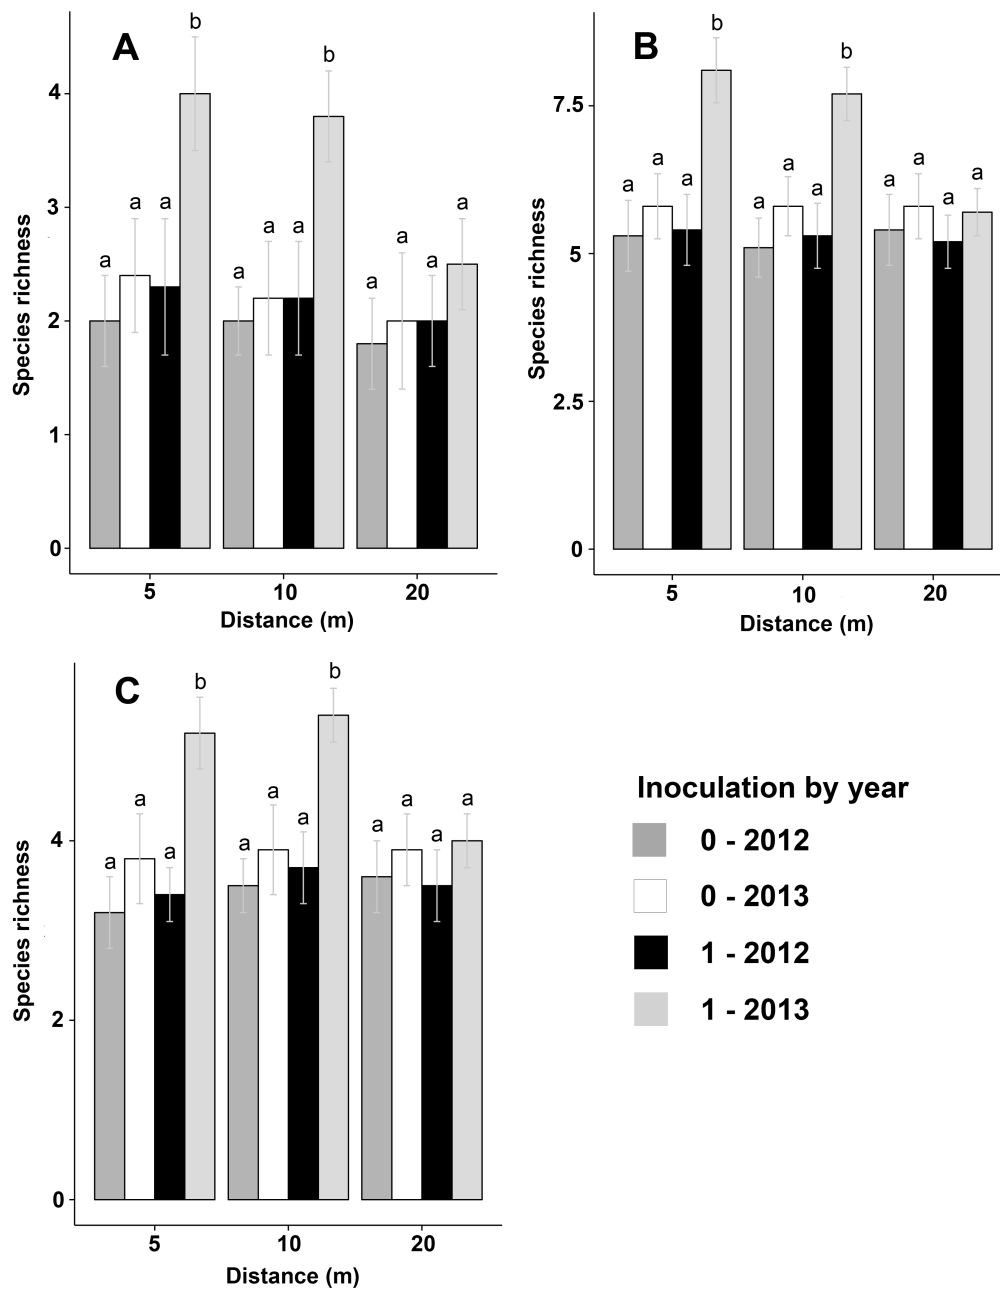 A
b
b
4
a
a
a
a
a
a
a
a
a
a
3
2
1
0
Species richness
5
10
20
Distance (m)
B
b
b
7.5
a
a
a
a
a
a
a
a
a
a
5
2.5
0
Species richness
5
10
20
Distance (m)
C
b
b
a
a
a
a
a
a
a
a
a
a
4
2
0
Species richness
5
10
20
Distance (m)
Inoculation by year
0 - 2012
0 - 2013
1 - 2012
1 - 2013